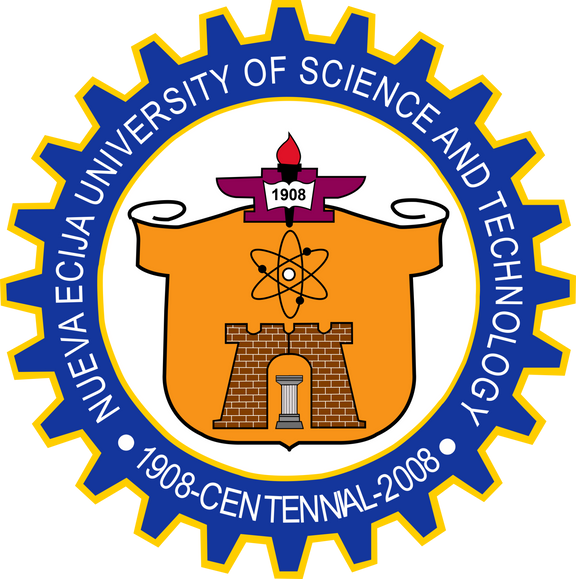 NUEVA ECIJA UNIVERSITY OF SCIENCE AND TECHNOLOGY
1908
1908-CENTENNIAL-2008